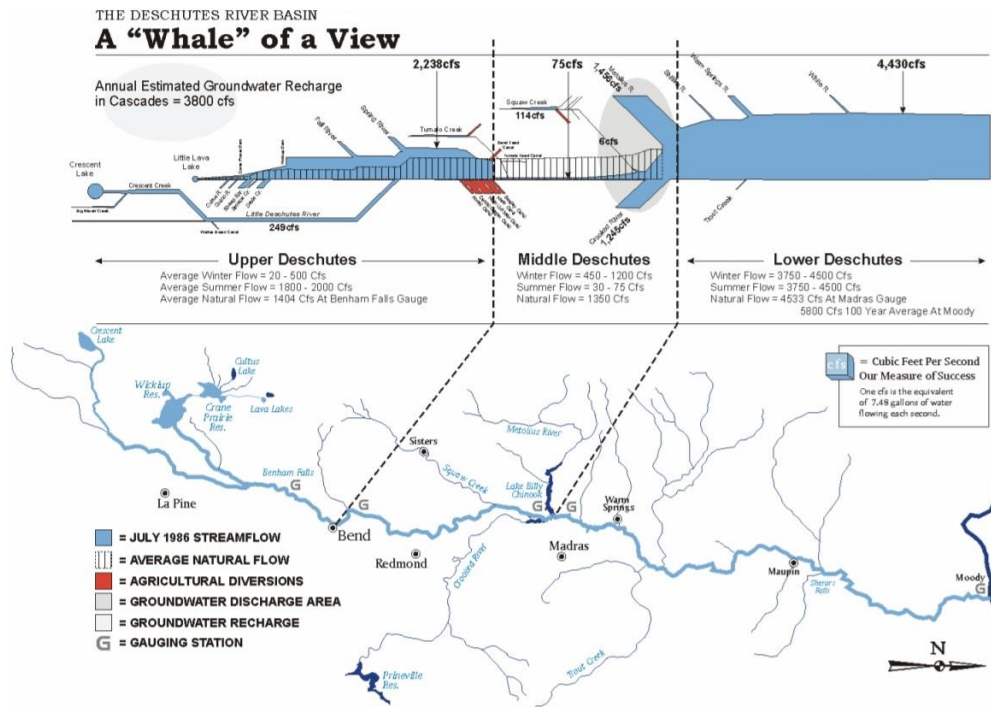 THE DESCHUTES RIVER BASIN
A “Whale” of a View
Annual Estimated Groundwater Recharge
in Cascades = 3800 cfs
2,238cfs
75cfs
4,430cfs
1,456cfs
Metolius R.
Shitike R.
Warm Springs R.
White R.
Squaw Creek
114cfs
6cfs
Tumalo Creek
Spring River
Fall River
Little Lava
Lake
Crescent
Lake
Crescent Creek
Big Marsh Creek
Little Deschutes River
249cfs
Crooked River
1,245cfs
Trout Creek
Upper Deschutes
Average Winter Flow = 20 - 500 Cfs
Average Summer Flow = 1800 - 2000 Cfs
Average Natural Flow = 1404 Cfs At Benham Falls Gauge
Middle Deschutes
Winter Flow = 450 - 1200 Cfs
Summer Flow = 30 - 75 Cfs
Natural Flow = 1350 Cfs
Lower Deschutes
Winter Flow = 3750 - 4500 Cfs
Summer Flow = 3750 - 4500 Cfs
Natural Flow = 4533 Cfs At Madras Gauge
5800 Cfs 100 Year Average At Moody
cfs
= Cubic Feet Per Second
Our Measure of Success
One cfs is the equivalent
of 7.48 gallons of water
flowing each second.
Crescent
Lake
Wickiup
Res.
Cultus
Lake
Crane
Prairie
Res.
Lava Lakes
Benham Falls
G
La Pine
Bend
G
Sisters
Squaw Creek
Redmond
Metolius River
Lake Billy
Chinook
G
G
Warm
Springs
Madras
Crooked River
Prineville
Res.
Trout Creek
Maupin
Sherars
Falls
Moody
G
N
= JULY 1986 STREAMFLOW
= AVERAGE NATURAL FLOW
= AGRICULTURAL DIVERSIONS
= GROUNDWATER DISCHARGE AREA
= GROUNDWATER RECHARGE
G = GAUGING STATION